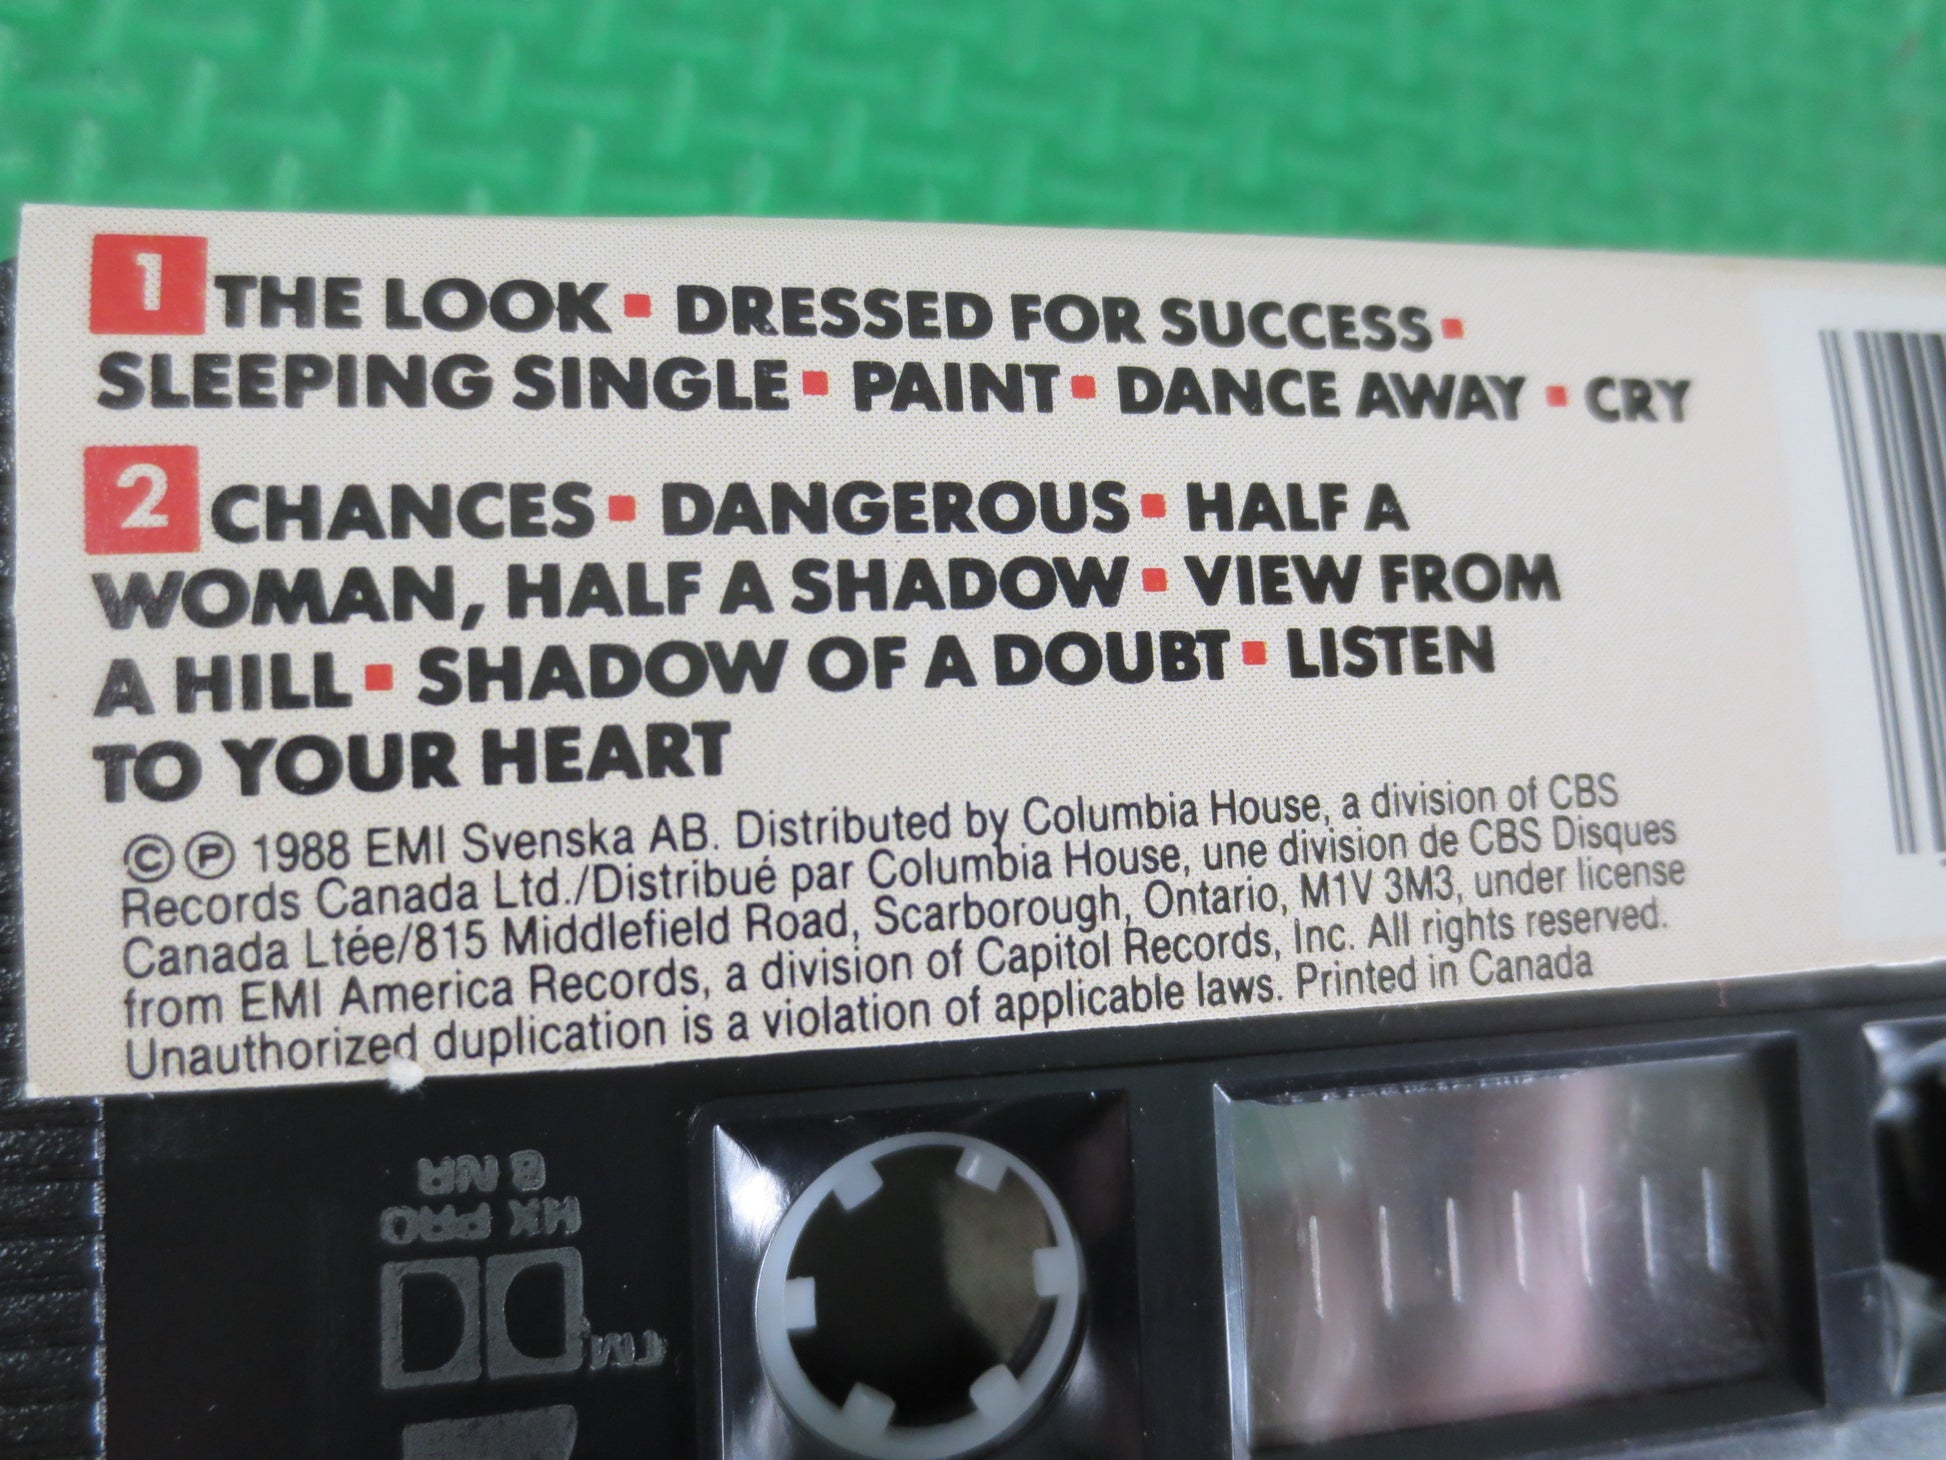 1 THE LOOK ▪ DRESSED FOR SUCCESS ▪
SLEEPING SINGLE ▪ PAINT ▪ DANCE AWAY ▪ CRY
2 CHANCES ▪ DANGEROUS ▪ HALF A
WOMAN, HALF A SHADOW ▪ VIEW FROM
A HILL ▪ SHADOW OF A DOUBT ▪ LISTEN
TO YOUR HEART
© ℗ 1988 EMI Svenska AB. Distributed by Columbia House, a division of CBS
Records Canada Ltd./Distribué par Columbia House, une division de CBS Disques
Canada Ltée/815 Middlefield Road, Scarborough, Ontario, M1V 3M3, under license
from EMI America Records, a division of Capitol Records, Inc. All rights reserved.
Unauthorized duplication is a violation of applicable laws. Printed in Canada
B NR
HX PRO
TM